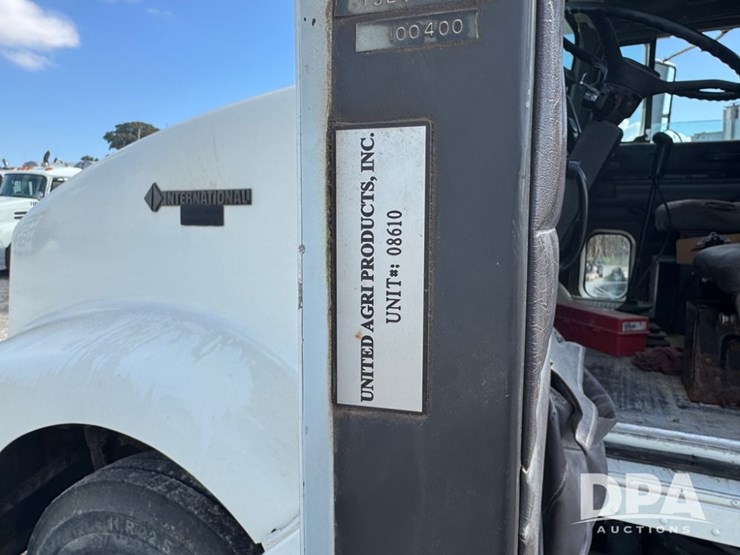 00400
INTERNATIONAL
UNITED AGRI PRODUCTS, INC.
UNIT#: 08610
DPA
AUCTIONS